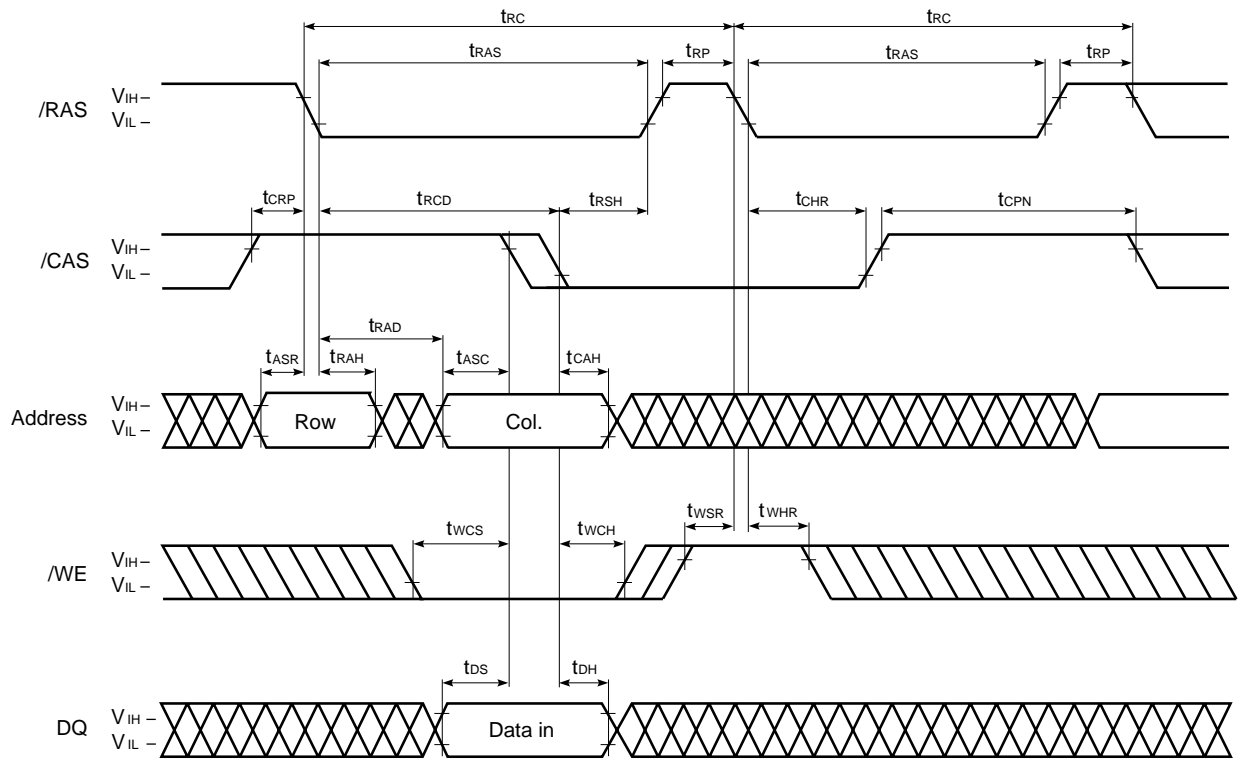 tRC tRC
tRAS tRP tRAS tRP
/RAS VIH –
VIL –
tCRP tRCD tRSH tCHR tCPN
/CAS VIH –
VIL –
tRAD
tASR tRAH tASC tCAH
Address VIH –
VIL –
Row Col.
tWSR tWHR
tWCS tWCH
/WE VIH –
VIL –
tDS tDH
DQ VIH –
VIL –
Data in